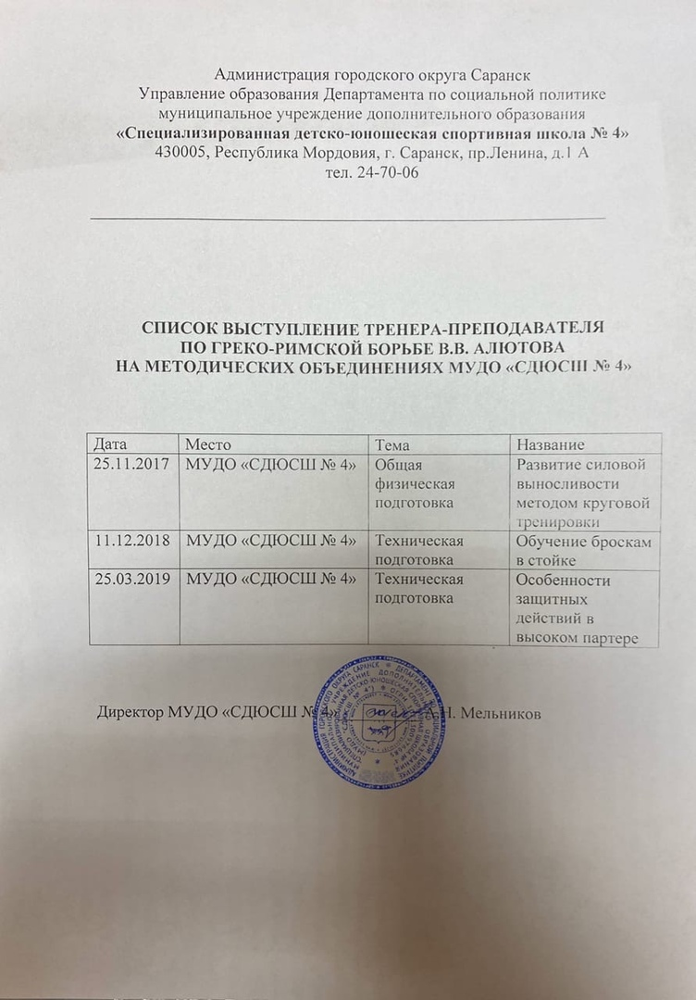 Администрация городского округа Саранск
Управление образования Департамента по социальной политике
муниципальное учреждение дополнительного образования
«Специализированная детско-юношеская спортивная школа № 4»
430005, Республика Мордовия, г. Саранск, пр.Ленина, д.1 А
тел. 24-70-06
СПИСОК ВЫСТУПЛЕНИЕ ТРЕНЕРА-ПРЕПОДАВАТЕЛЯ
ПО ГРЕКО-РИМСКОЙ БОРЬБЕ В.В. АЛЮТОВА
НА МЕТОДИЧЕСКИХ ОБЪЕДИНЕНИЯХ МУДО «СДЮСШ № 4»
Дата Место Тема Название
25.11.2017 МУДО «СДЮСШ № 4» Общая Развитие силовой
физическая выносливости
подготовка методом круговой
тренировки
11.12.2018 МУДО «СДЮСШ № 4» Техническая Обучение броскам
подготовка в стойке
25.03.2019 МУДО «СДЮСШ № 4» Техническая Особенности
подготовка защитных
действий в
высоком партере
Директор МУДО «СДЮСШ № 4» А.Н. Мельников